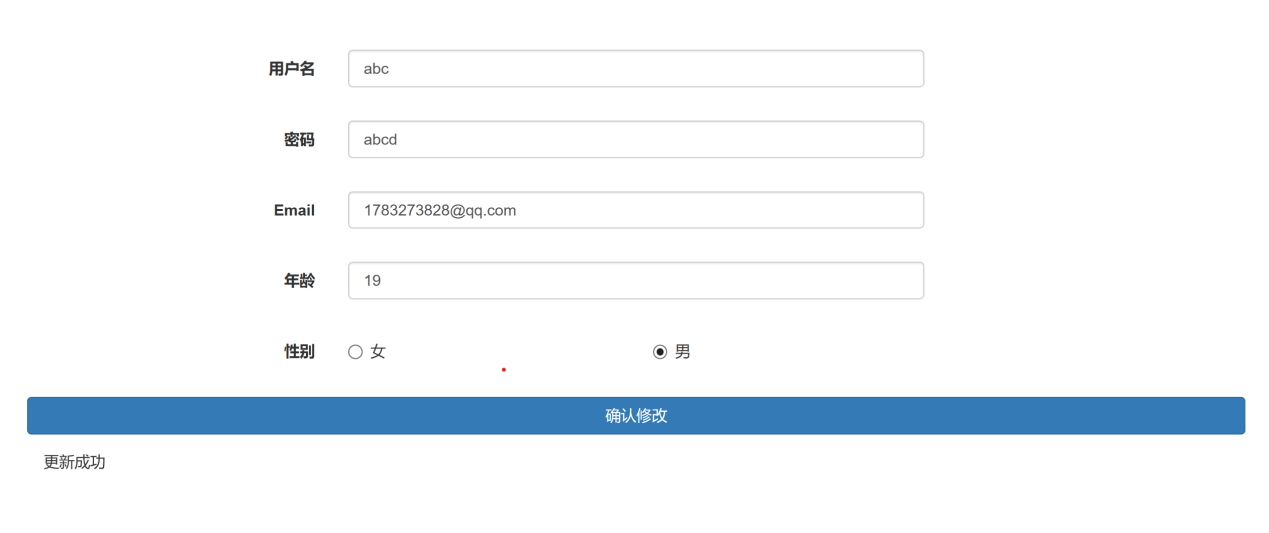 用户名 abc
密码 abcd
Email 1783273828@qq.com
年龄 19
性别 女 男
确认修改
更新成功